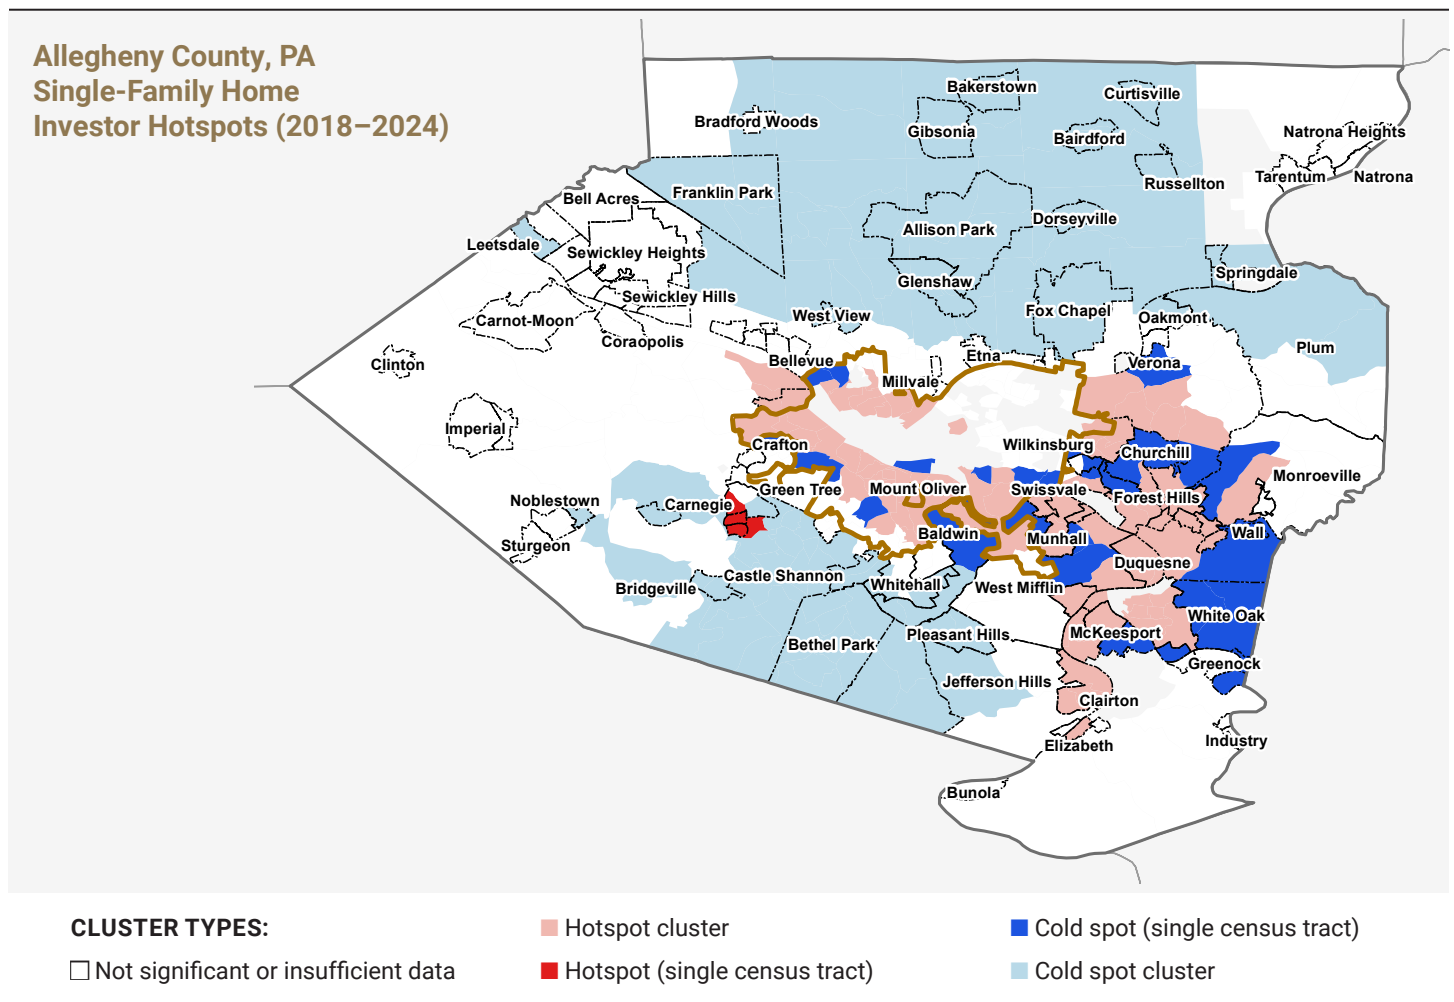 Allegheny County, PA
Single-Family Home
Investor Hotspots (2018–2024)
Bakerstown
Curtisville
Bradford Woods
Gibsonia
Bairdford
Natrona Heights
Tarentum
Natrona
Russellton
Franklin Park
Bell Acres
Dorseyville
Allison Park
Leetsdale
Sewickley Heights
Springdale
Glenshaw
Sewickley Hills
Fox Chapel
West View
Oakmont
Carnot-Moon
Coraopolis
Plum
Etna
Bellevue
Verona
Clinton
Millvale
Imperial
Crafton
Wilkinsburg
Churchill
Monroeville
Green Tree
Mount Oliver
Swissvale
Forest Hills
Noblestown
Carnegie
Baldwin
Wall
Munhall
Sturgeon
Duquesne
Castle Shannon
Whitehall
West Mifflin
Bridgeville
White Oak
Pleasant Hills
McKeesport
Bethel Park
Greenock
Jefferson Hills
Clairton
Elizabeth
Industry
Bunola
CLUSTER TYPES:
Not significant or insufficient data
Hotspot cluster
Hotspot (single census tract)
Cold spot (single census tract)
Cold spot cluster